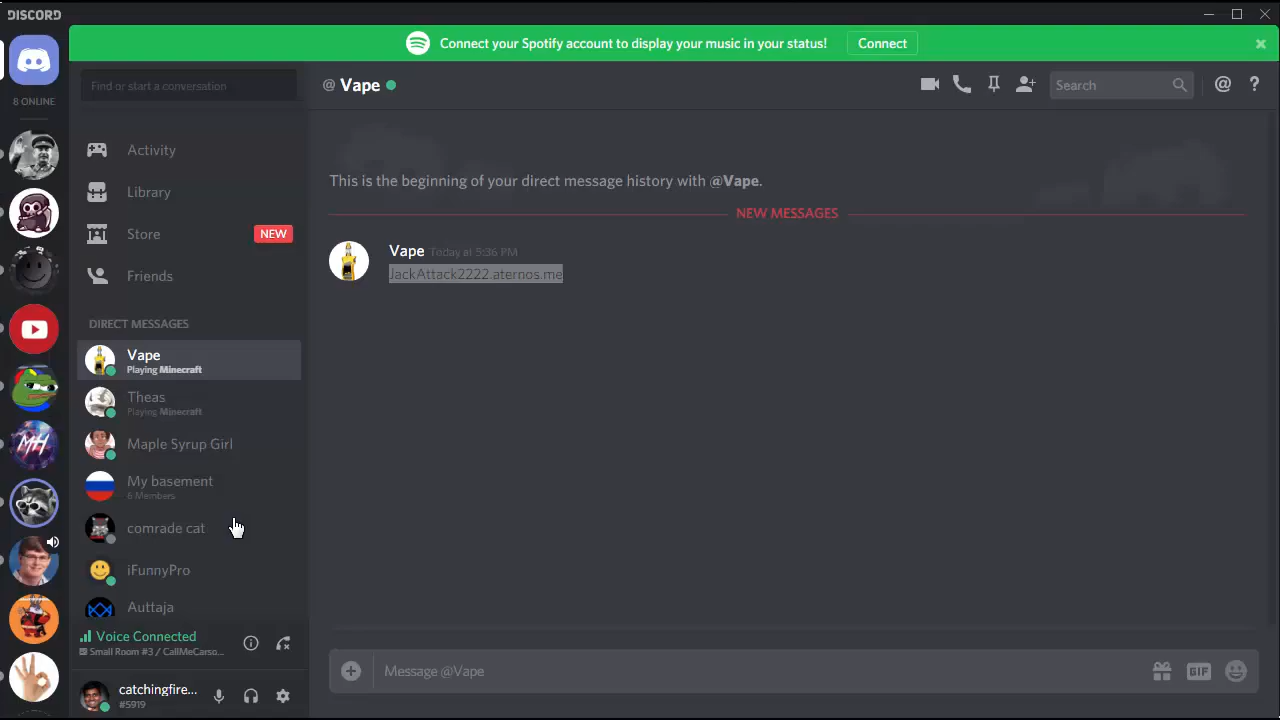 DISCORD
Connect your Spotify account to display your music in your status!
Connect
Find or start a conversation
@ Vape
Search
8 ONLINE
Activity
Library
Store
NEW
Friends
This is the beginning of your direct message history with @Vape.
NEW MESSAGES
Vape Today at 5:36 PM
JackAttack2222.aternos.me
DIRECT MESSAGES
Vape
Playing Minecraft
Theas
Playing Minecraft
Maple Syrup Girl
My basement
6 Members
comrade cat
iFunnyPro
Auttaja
MH
Voice Connected
Small Room #3 / CallMeCarso...
catchingfire...
#5919
Message @Vape
GIF